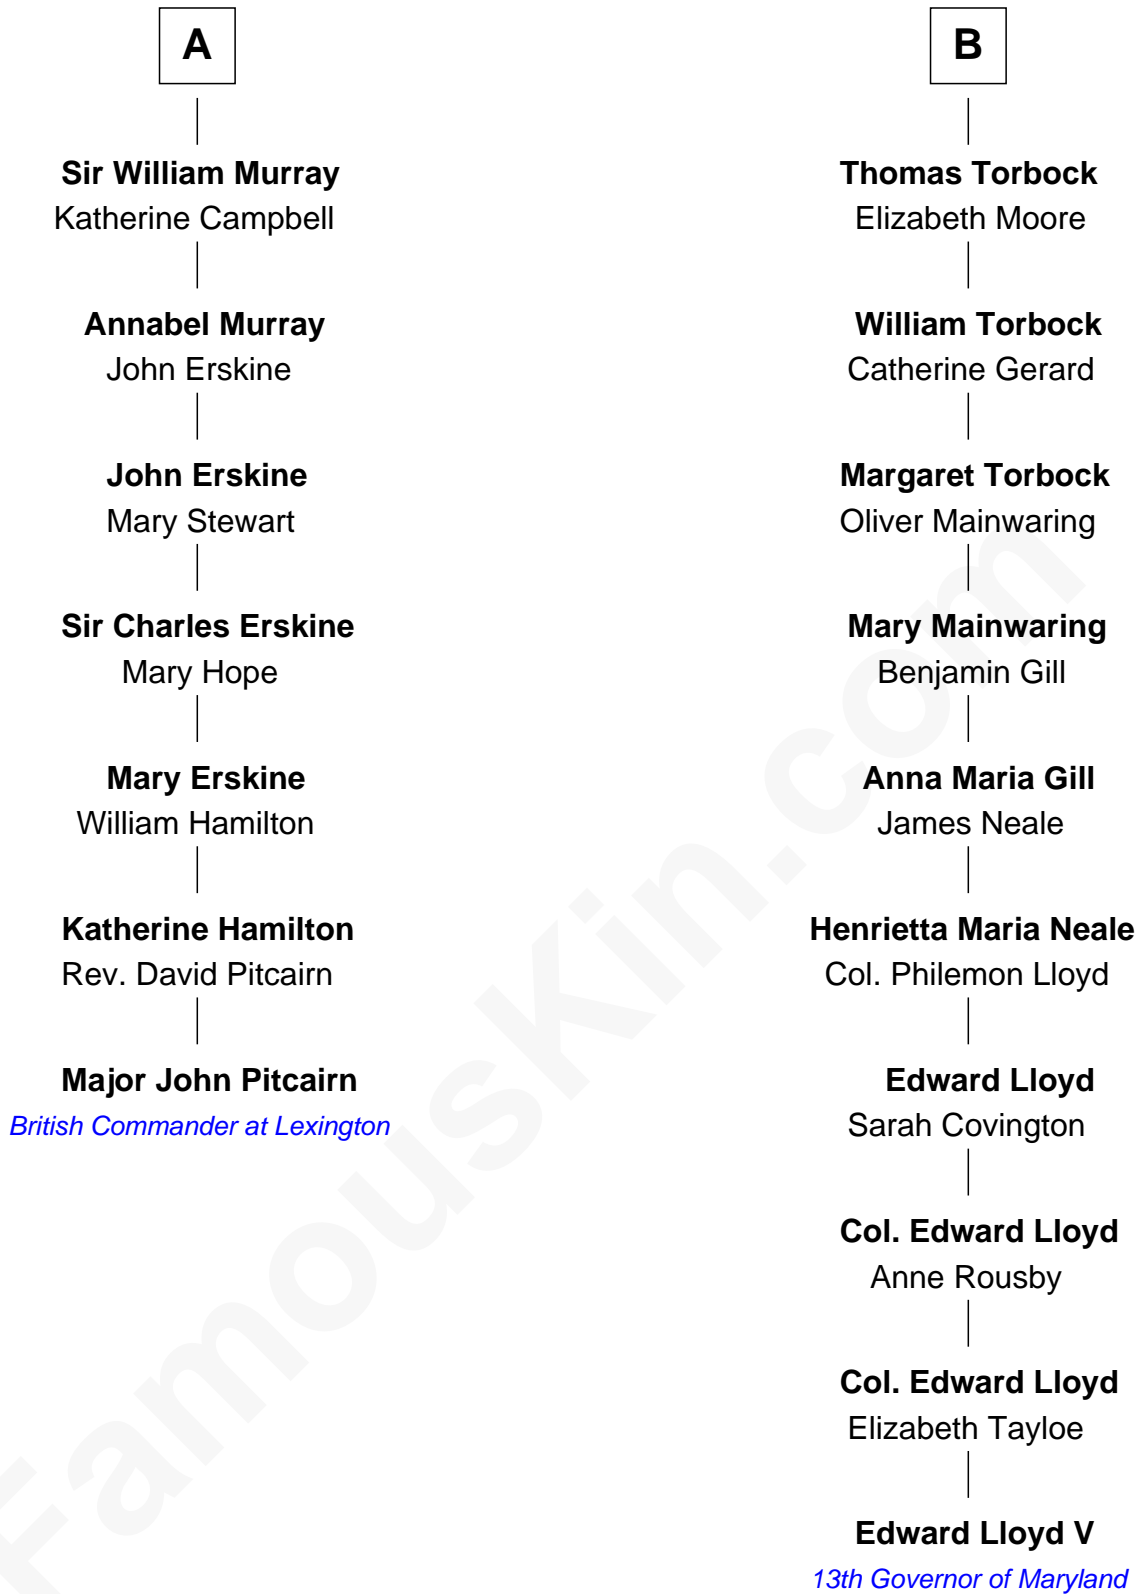 A
Sir William Murray
Katherine Campbell
Annabel Murray
John Erskine
John Erskine
Mary Stewart
Sir Charles Erskine
Mary Hope
Mary Erskine
William Hamilton
Katherine Hamilton
Rev. David Pitcairn
Major John Pitcairn
British Commander at Lexington
B
Thomas Torbock
Elizabeth Moore
William Torbock
Catherine Gerard
Margaret Torbock
Oliver Mainwaring
Mary Mainwaring
Benjamin Gill
Anna Maria Gill
James Neale
Henrietta Maria Neale
Col. Philemon Lloyd
Edward Lloyd
Sarah Covington
Col. Edward Lloyd
Anne Rousby
Col. Edward Lloyd
Elizabeth Tayloe
Edward Lloyd V
13th Governor of Maryland
FamousKin.com